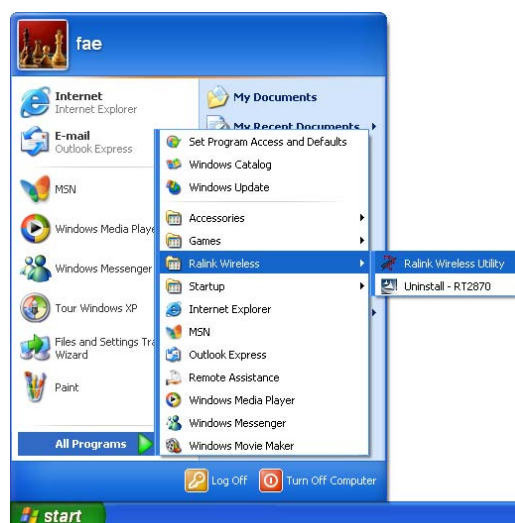 fae
Internet
Internet Explorer
E-mail
Outlook Express
MSN
Windows Media Playe
Windows Messenger
Tour Windows XP
Files and Settings Tra
Wizard
Paint
All Programs
My Documents
My Recent Documents
Set Program Access and Defaults
Windows Catalog
Windows Update
Accessories
Games
Ralink Wireless
Startup
Internet Explorer
MSN
Outlook Express
Remote Assistance
Windows Media Player
Windows Messenger
Windows Movie Maker
Ralink Wireless Utility
Uninstall - RT2870
Log Off
Turn Off Computer
start